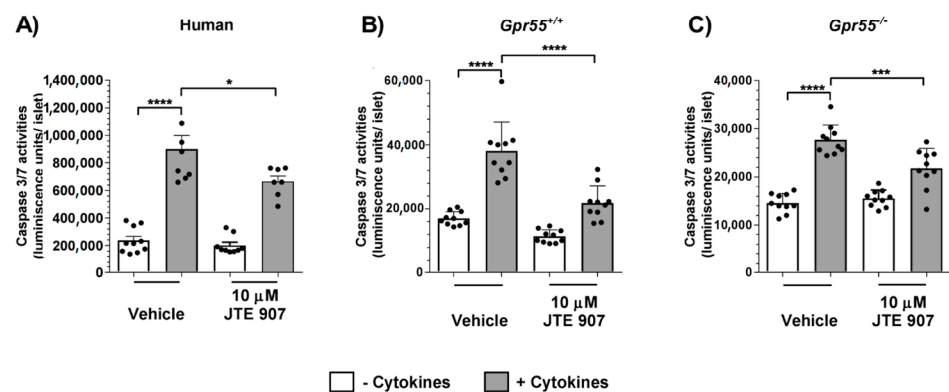 A) Human
Caspase 3/7 activities
(luminiscence units/ islet)
1,400,000
1,200,000
1,000,000
800,000
600,000
400,000
200,000
0
****
*
Vehicle
10 μM
JTE 907
B) Gpr55+/+
Caspase 3/7 activities
(luminiscence units/ islet)
60,000
40,000
20,000
0
****
****
Vehicle
10 μM
JTE 907
C) Gpr55-/-
Caspase 3/7 activities
(luminescence units/ islet)
40,000
30,000
20,000
10,000
0
****
***
Vehicle
10 μM
JTE 907
- Cytokines
+ Cytokines